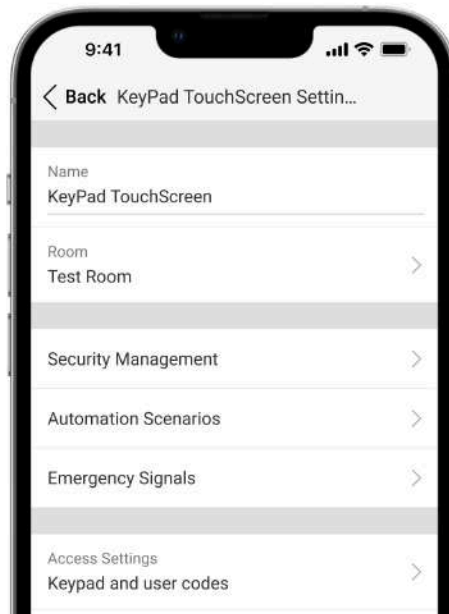 9:41
Back KeyPad TouchScreen Settin...
Name
KeyPad TouchScreen
Room
Test Room
Security Management
Automation Scenarios
Emergency Signals
Access Settings
Keypad and user codes